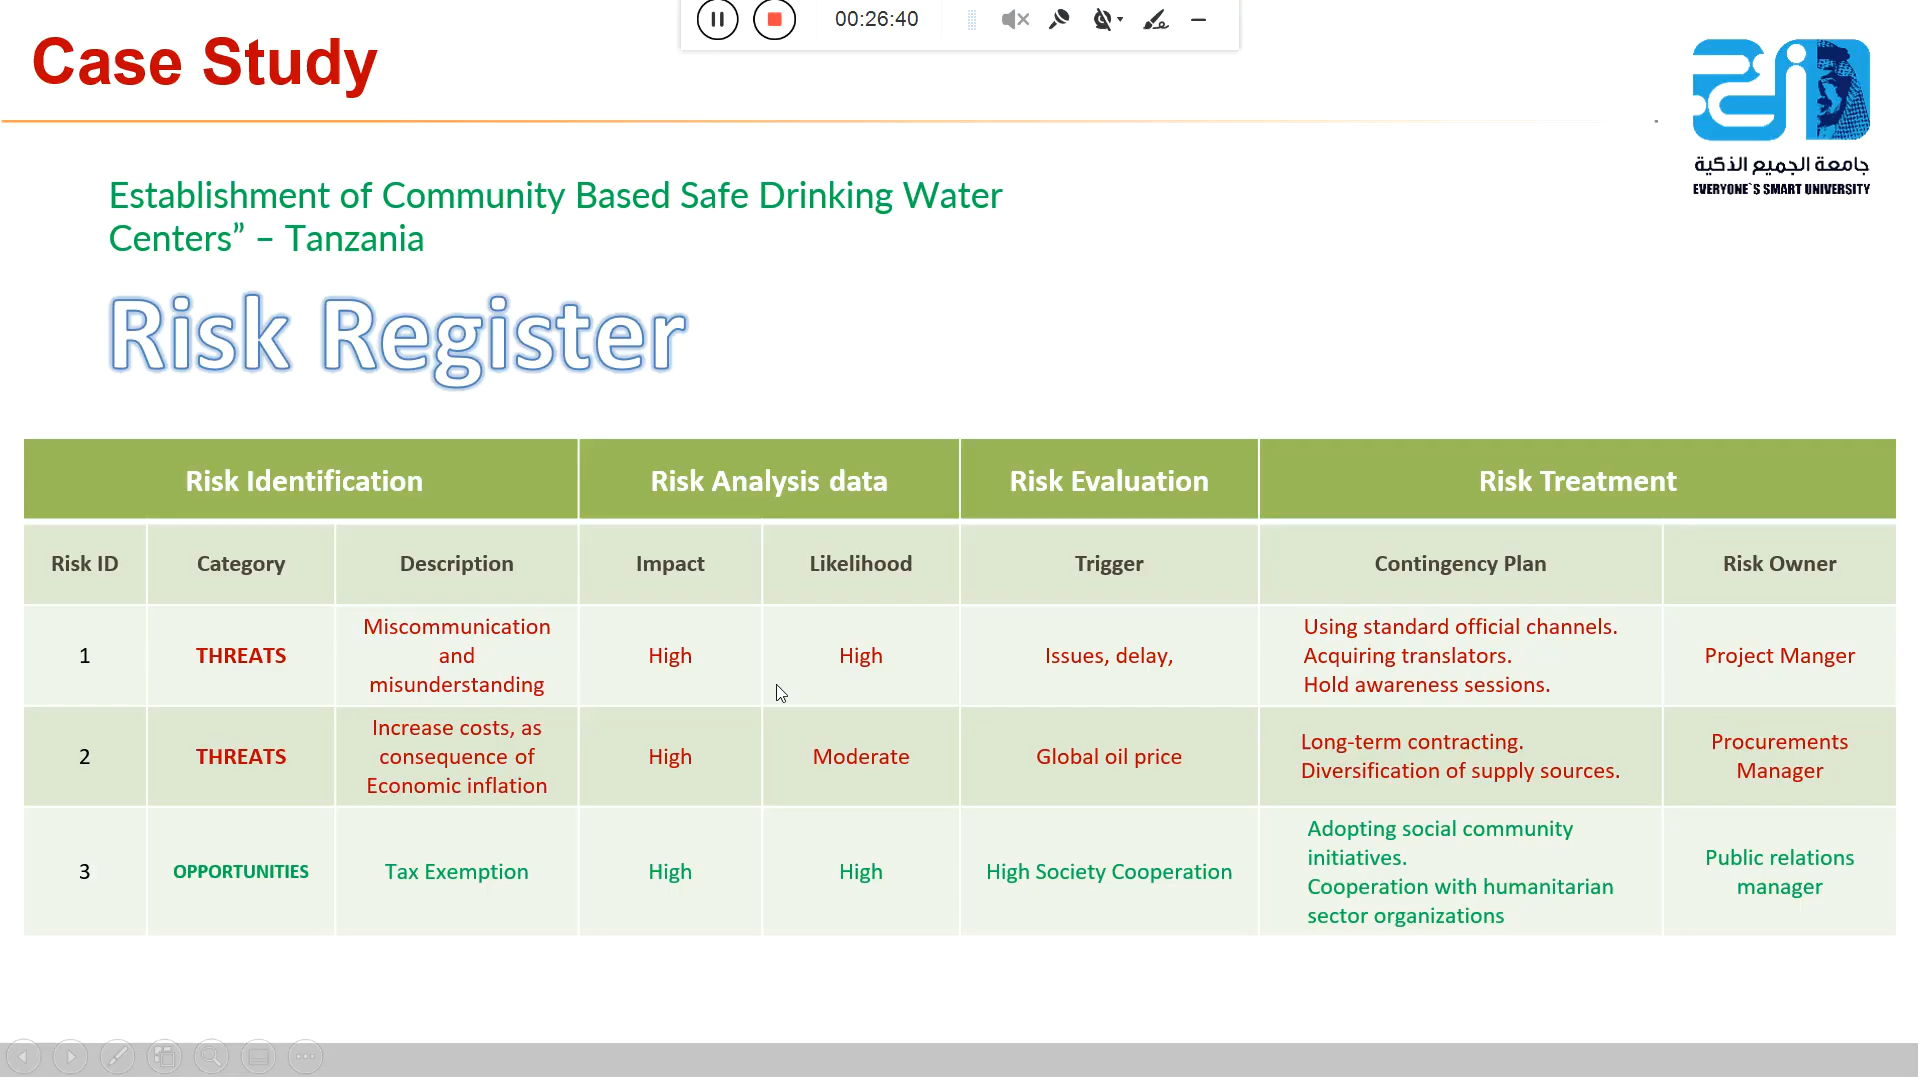 00:26:40
Case Study
جامعة الجميع الذكية
EVERYONE`S SMART UNIVERSITY
Establishment of Community Based Safe Drinking Water
Centers” – Tanzania
Risk Register
Risk Identification Risk Analysis data Risk Evaluation Risk Treatment
Risk ID Category Description Impact Likelihood Trigger Contingency Plan Risk Owner
1 THREATS Miscommunication and misunderstanding High High Issues, delay, Using standard official channels. Acquiring translators. Hold awareness sessions. Project Manger
2 THREATS Increase costs, as consequence of Economic inflation High Moderate Global oil price Long-term contracting. Diversification of supply sources. Procurements Manager
3 OPPORTUNITIES Tax Exemption High High High Society Cooperation Adopting social community initiatives. Cooperation with humanitarian sector organizations Public relations manager